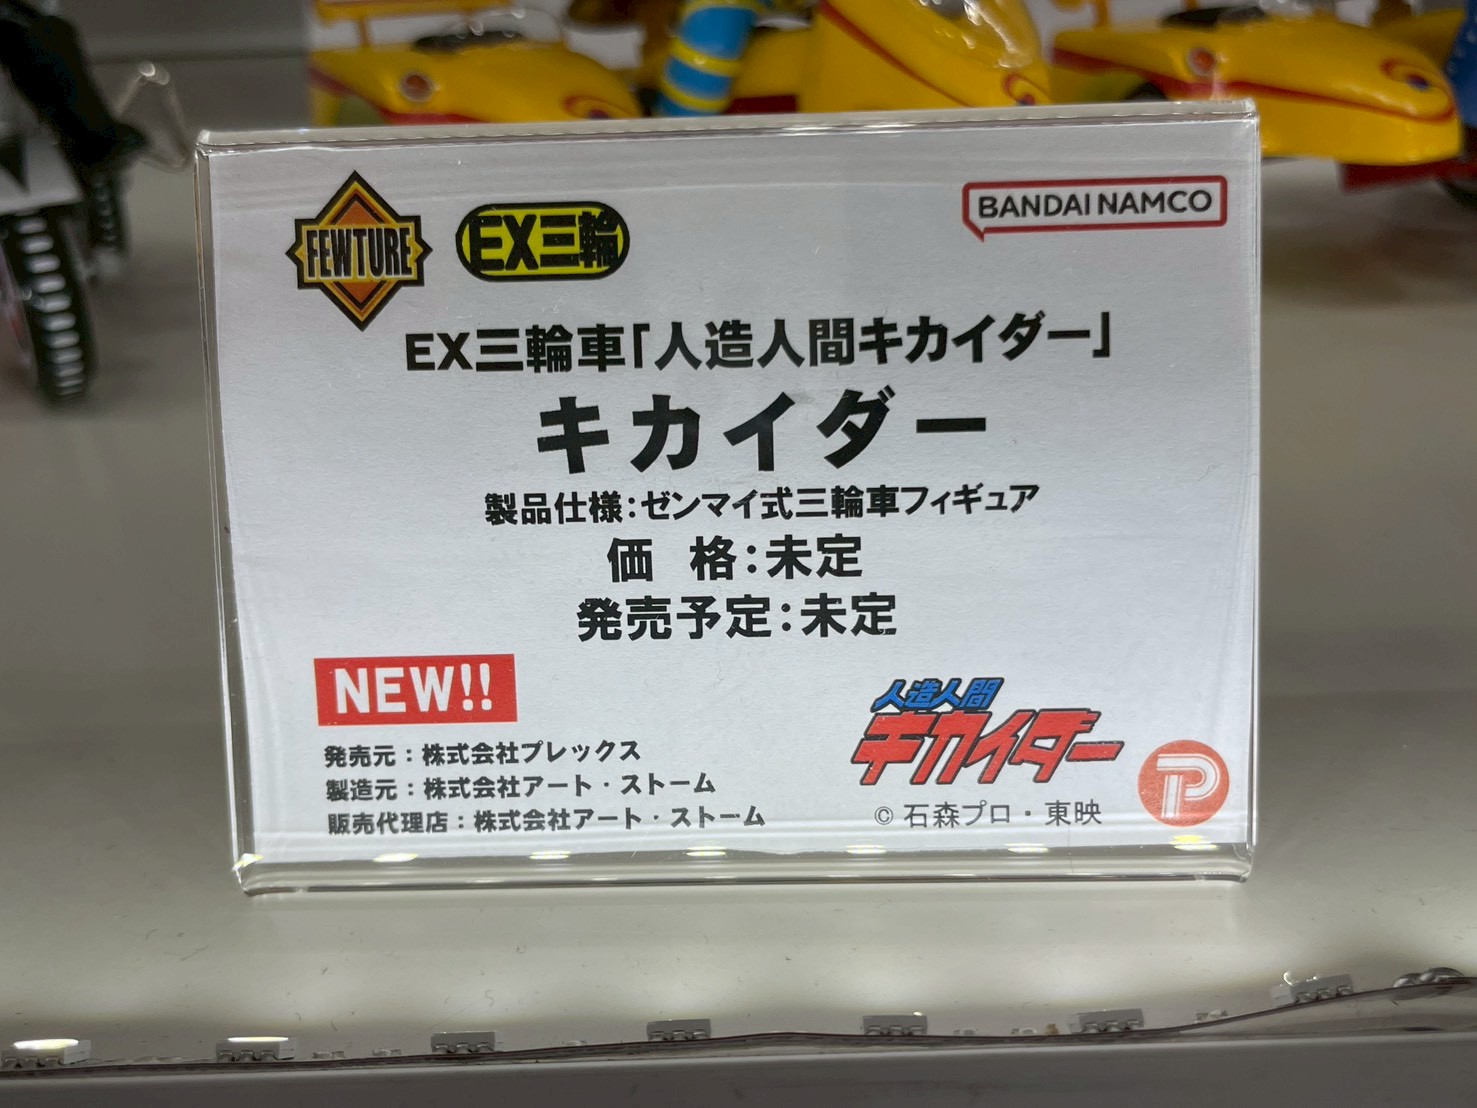 FEWTURE EX三輪 BANDAI NAMCO
EX三輪車「人造人間キカイダー」
キカイダー
製品仕様：ゼンマイ式三輪車フィギュア
価 格：未定
発売予定：未定
NEW!!
発売元：株式会社プレックス
製造元：株式会社アート・ストーム
販売代理店：株式会社アート・ストーム
人造人間
キカイダー
P
© 石森プロ・東映